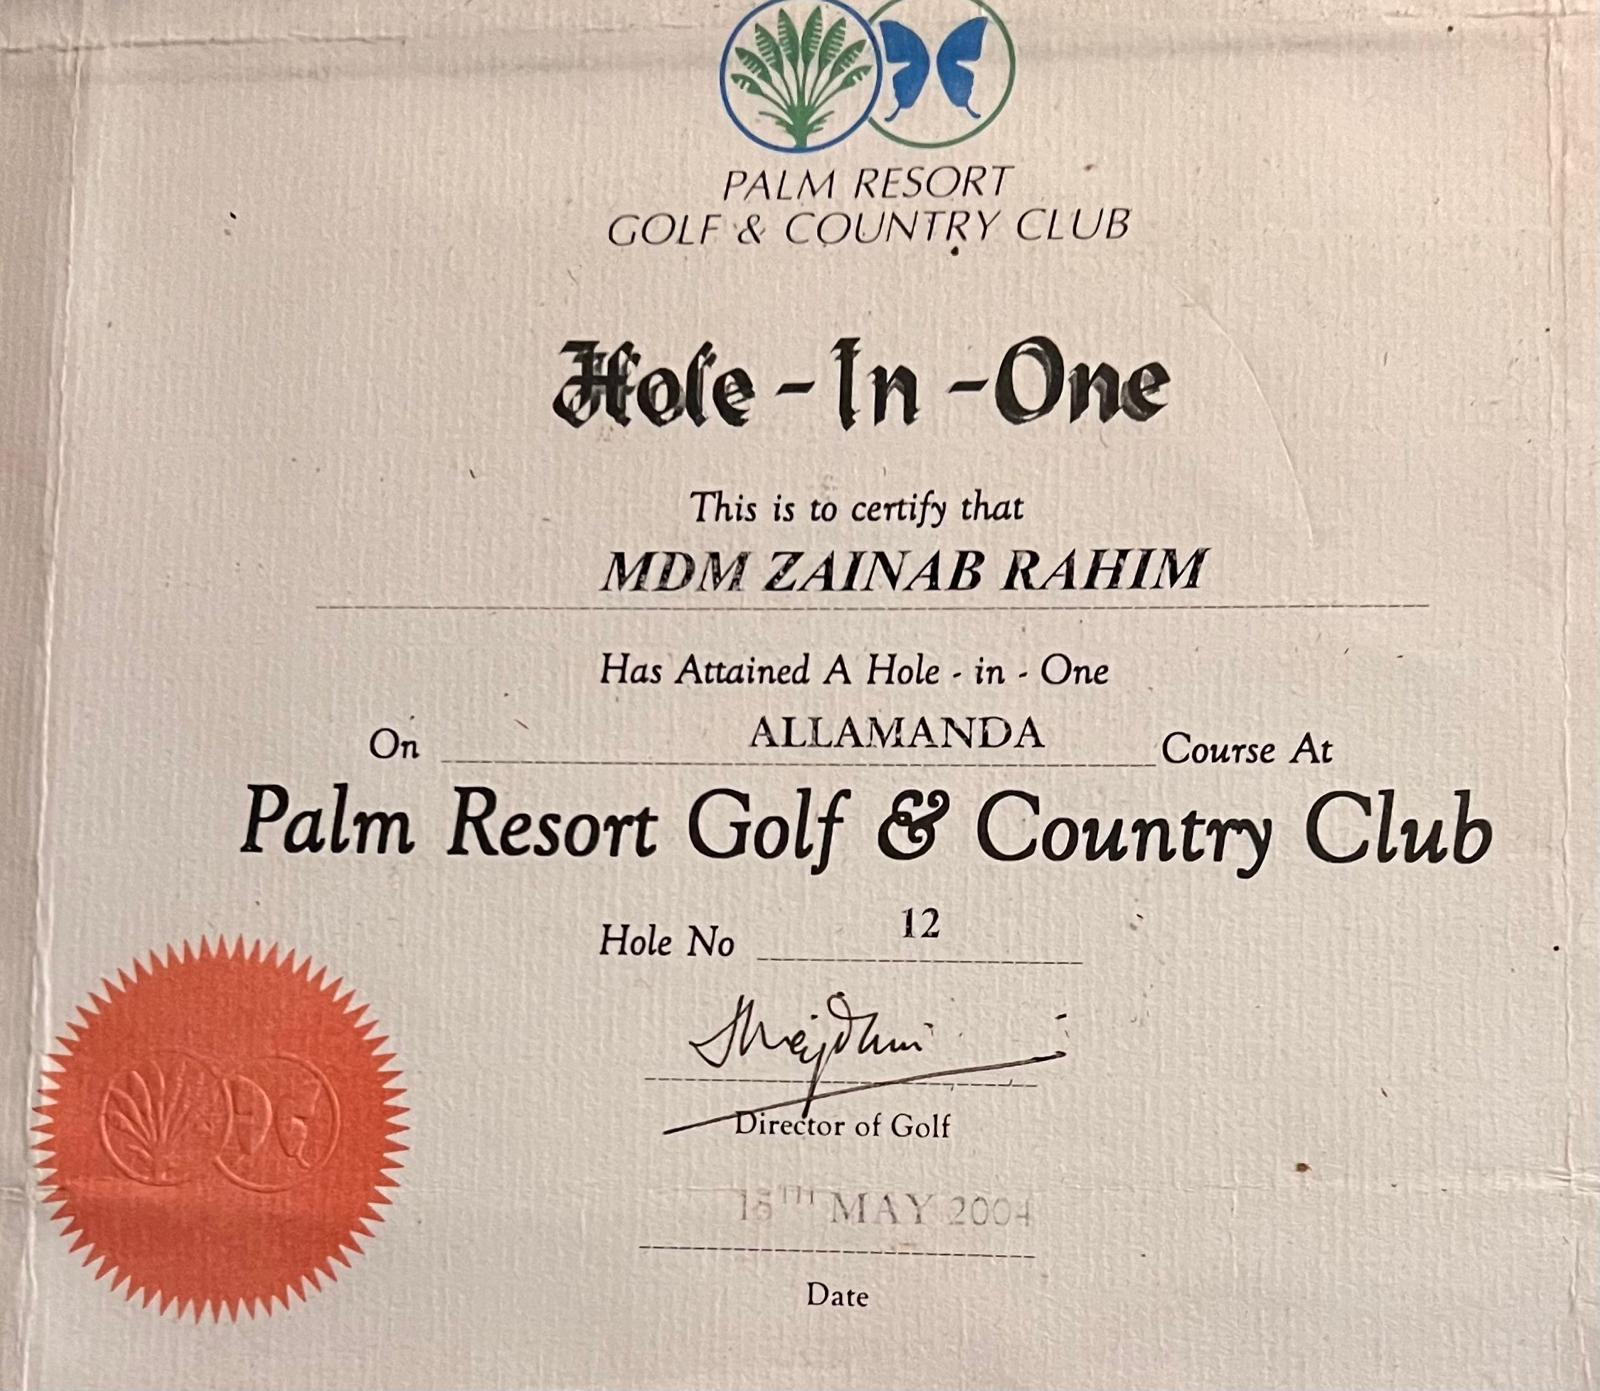 PALM RESORT
GOLF & COUNTRY CLUB
Hole - In - One
This is to certify that
MDM ZAINAB RAHIM
Has Attained A Hole - in - One
On ALLAMANDA Course At
Palm Resort Golf & Country Club
Hole No 12
Director of Golf
MAY 2004
Date